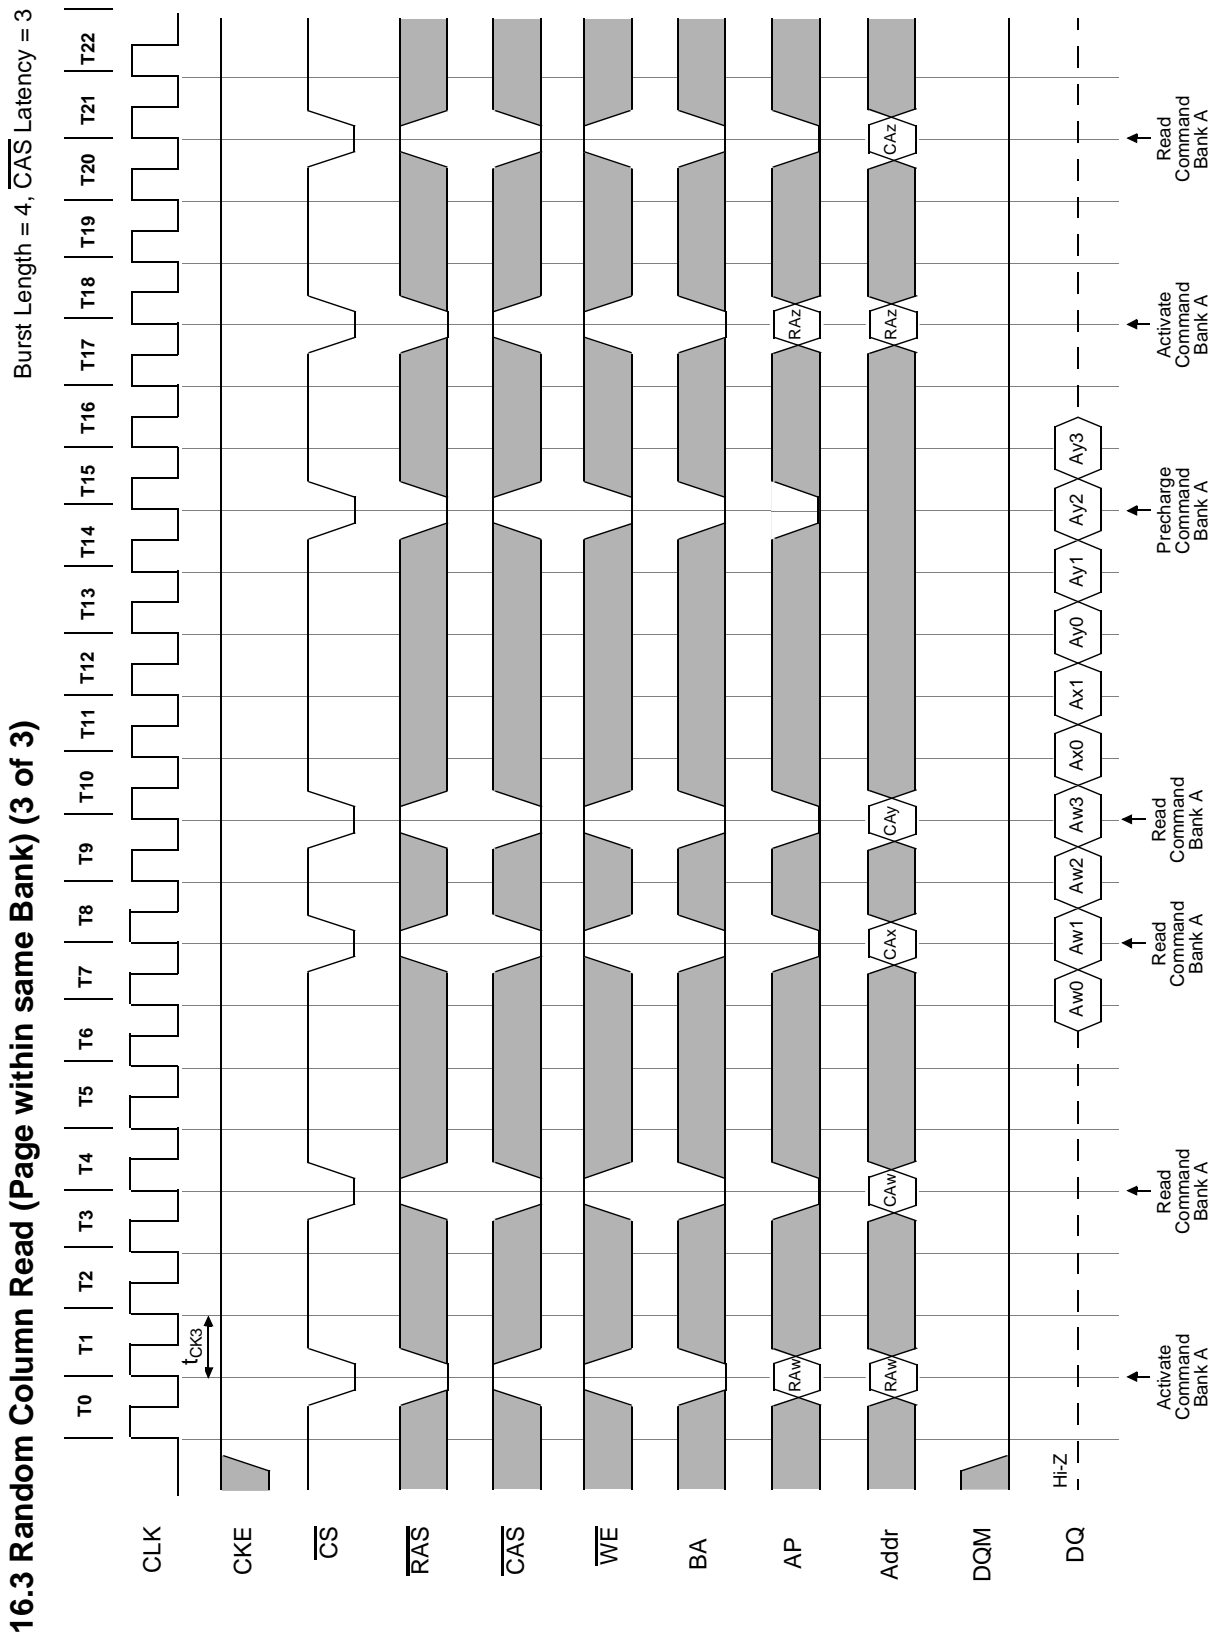 16.3 Random Column Read (Page within same Bank) (3 of 3)
Burst Length = 4, CAS Latency = 3
T0 T1 T2 T3 T4 T5 T6 T7 T8 T9 T10 T11 T12 T13 T14 T15 T16 T17 T18 T19 T20 T21 T22
CLK
tCK3
CKE
CS
RAS
CAS
WE
BA
AP
RAw RAz
Addr
RAw CAw CAx CAy RAz CAz
DQM
DQ
Hi-Z
Aw0 Aw1 Aw2 Aw3 Ax0 Ax1 Ay0 Ay1 Ay2 Ay3
Activate
Command
Bank A
Read
Command
Bank A
Read
Command
Bank A
Read
Command
Bank A
Precharge
Command
Bank A
Activate
Command
Bank A
Read
Command
Bank A